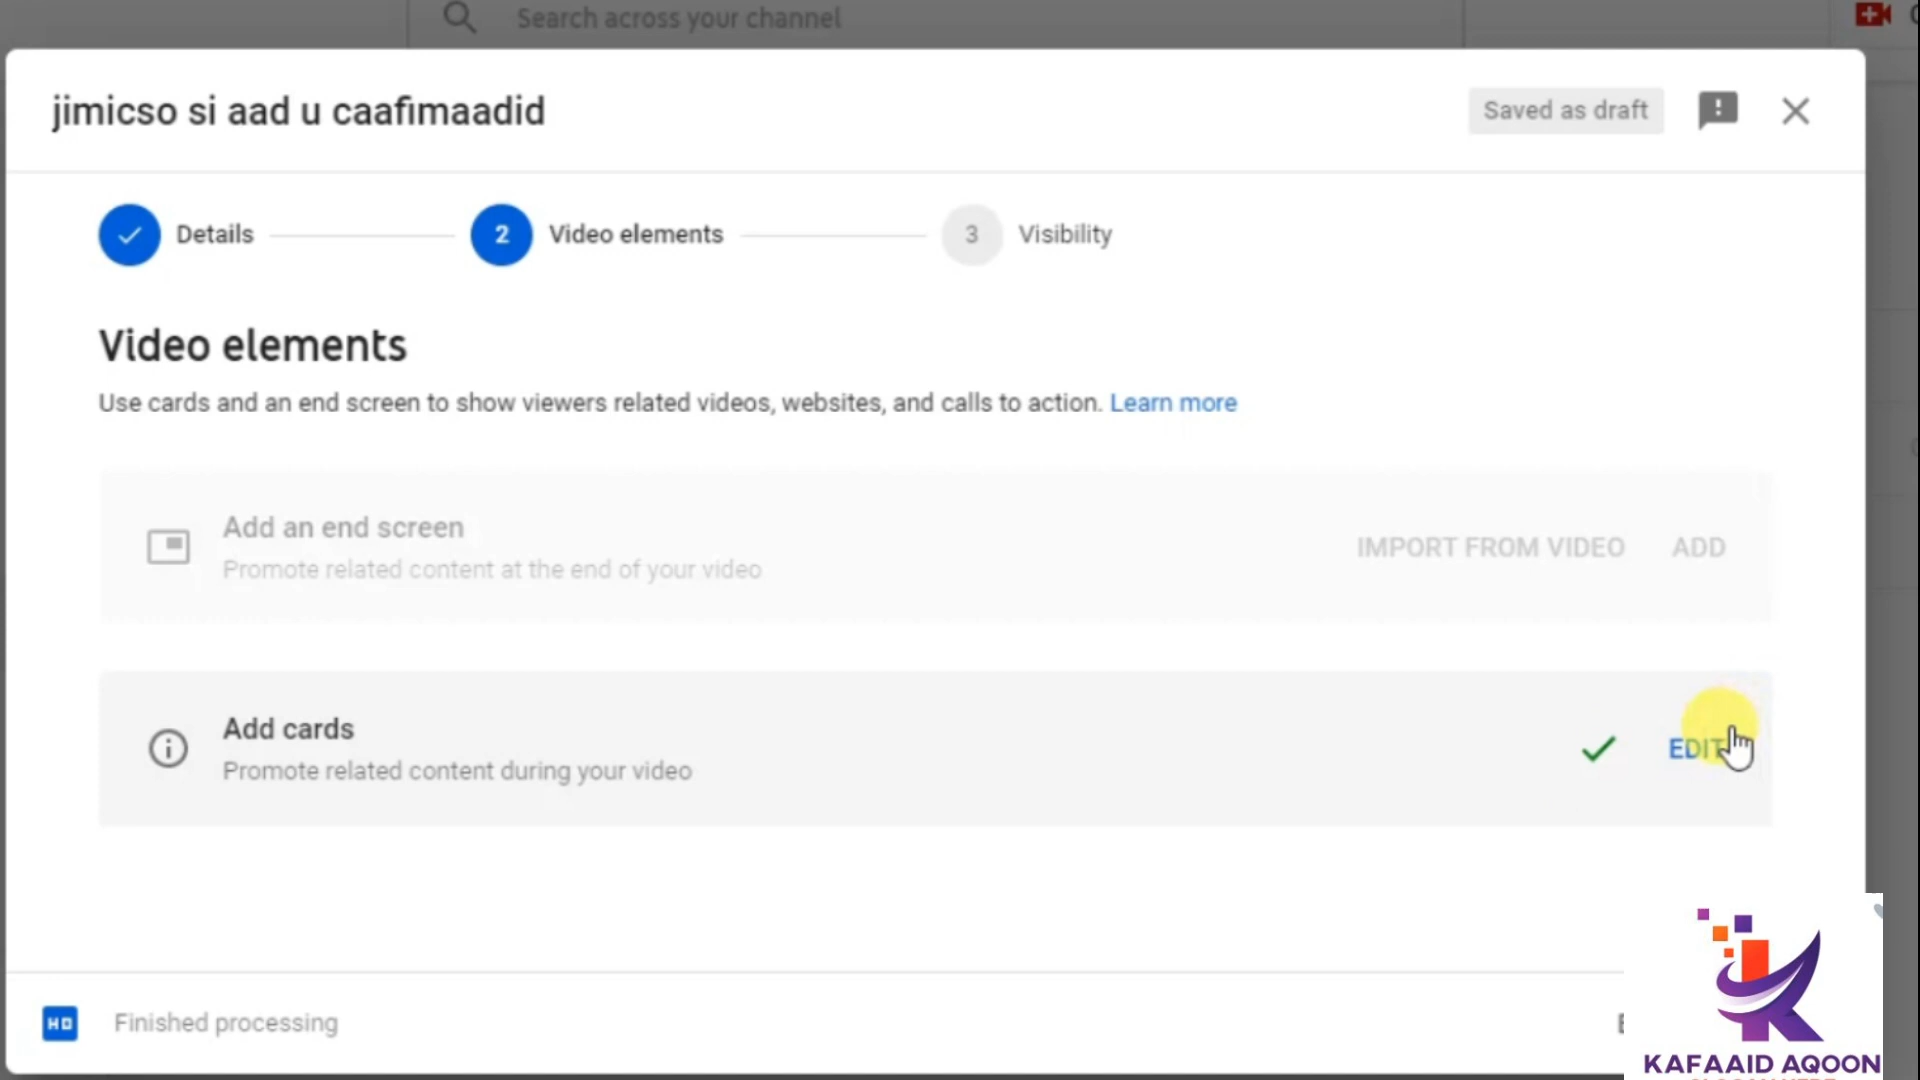 Search across your channel
jimicso si aad u caafimaadid
Saved as draft
Details
2 Video elements
3 Visibility
Video elements
Use cards and an end screen to show viewers related videos, websites, and calls to action. Learn more
Add an end screen
Promote related content at the end of your video
IMPORT FROM VIDEO ADD
Add cards
Promote related content during your video
EDIT
HD Finished processing
KAFAAID AQOON